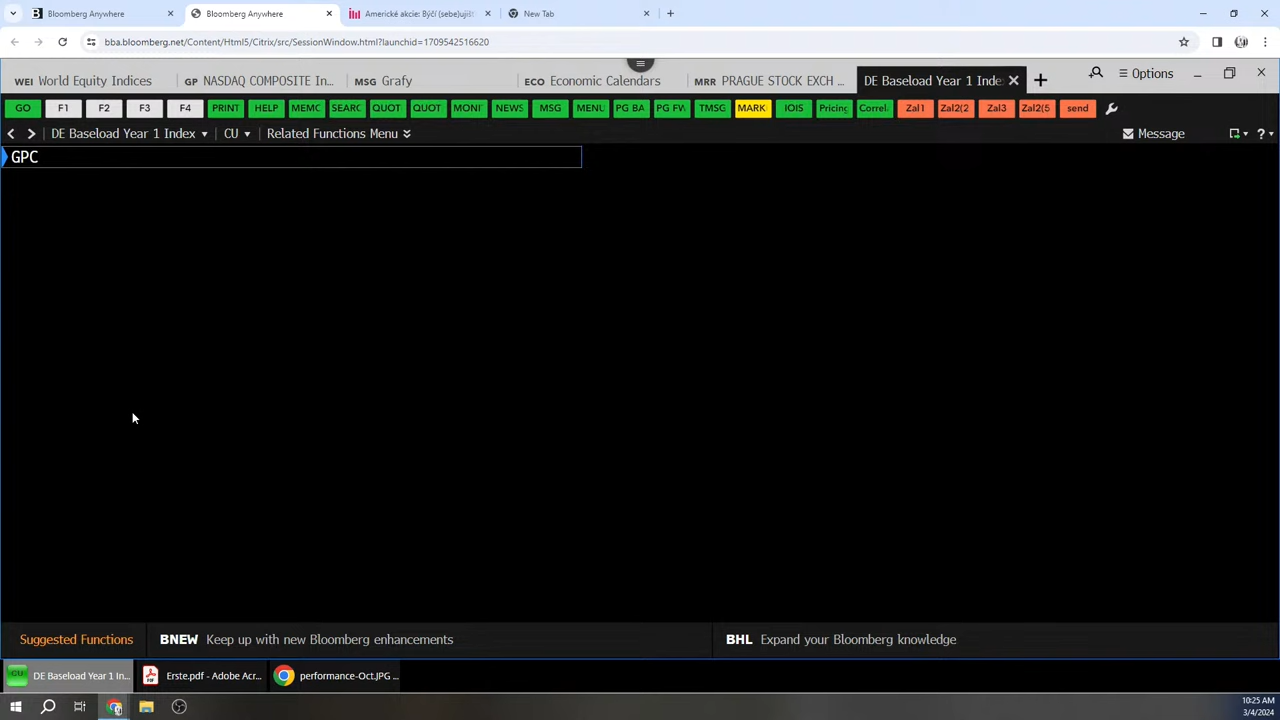 Bloomberg Anywhere
Bloomberg Anywhere
Americké akcie: Býčí (sebe)ujiš
New Tab
bba.bloomberg.net/Content/Html5/Citrix/src/SessionWindow.html?launchid=1709542516620
WEI World Equity Indices
GP NASDAQ COMPOSITE In...
MSG Grafy
ECO Economic Calendars
MRR PRAGUE STOCK EXCH ...
DE Baseload Year 1 Inde
Options
GO F1 F2 F3 F4 PRINT HELP MEMC SEARC QUOT QUOT MONI NEWS MSG MENU PG BA PG FW TMSG MARK IOIS Pricing Correla Zal1 Zal2(2 Zal3 Zal2(5 send
DE Baseload Year 1 Index CU Related Functions Menu Message ?
GPC
Suggested Functions BNEW Keep up with new Bloomberg enhancements BHL Expand your Bloomberg knowledge
CU DE Baseload Year 1 In... Erste.pdf - Adobe Acr... performance-Oct.JPG ...
10:25 AM
3/4/2024